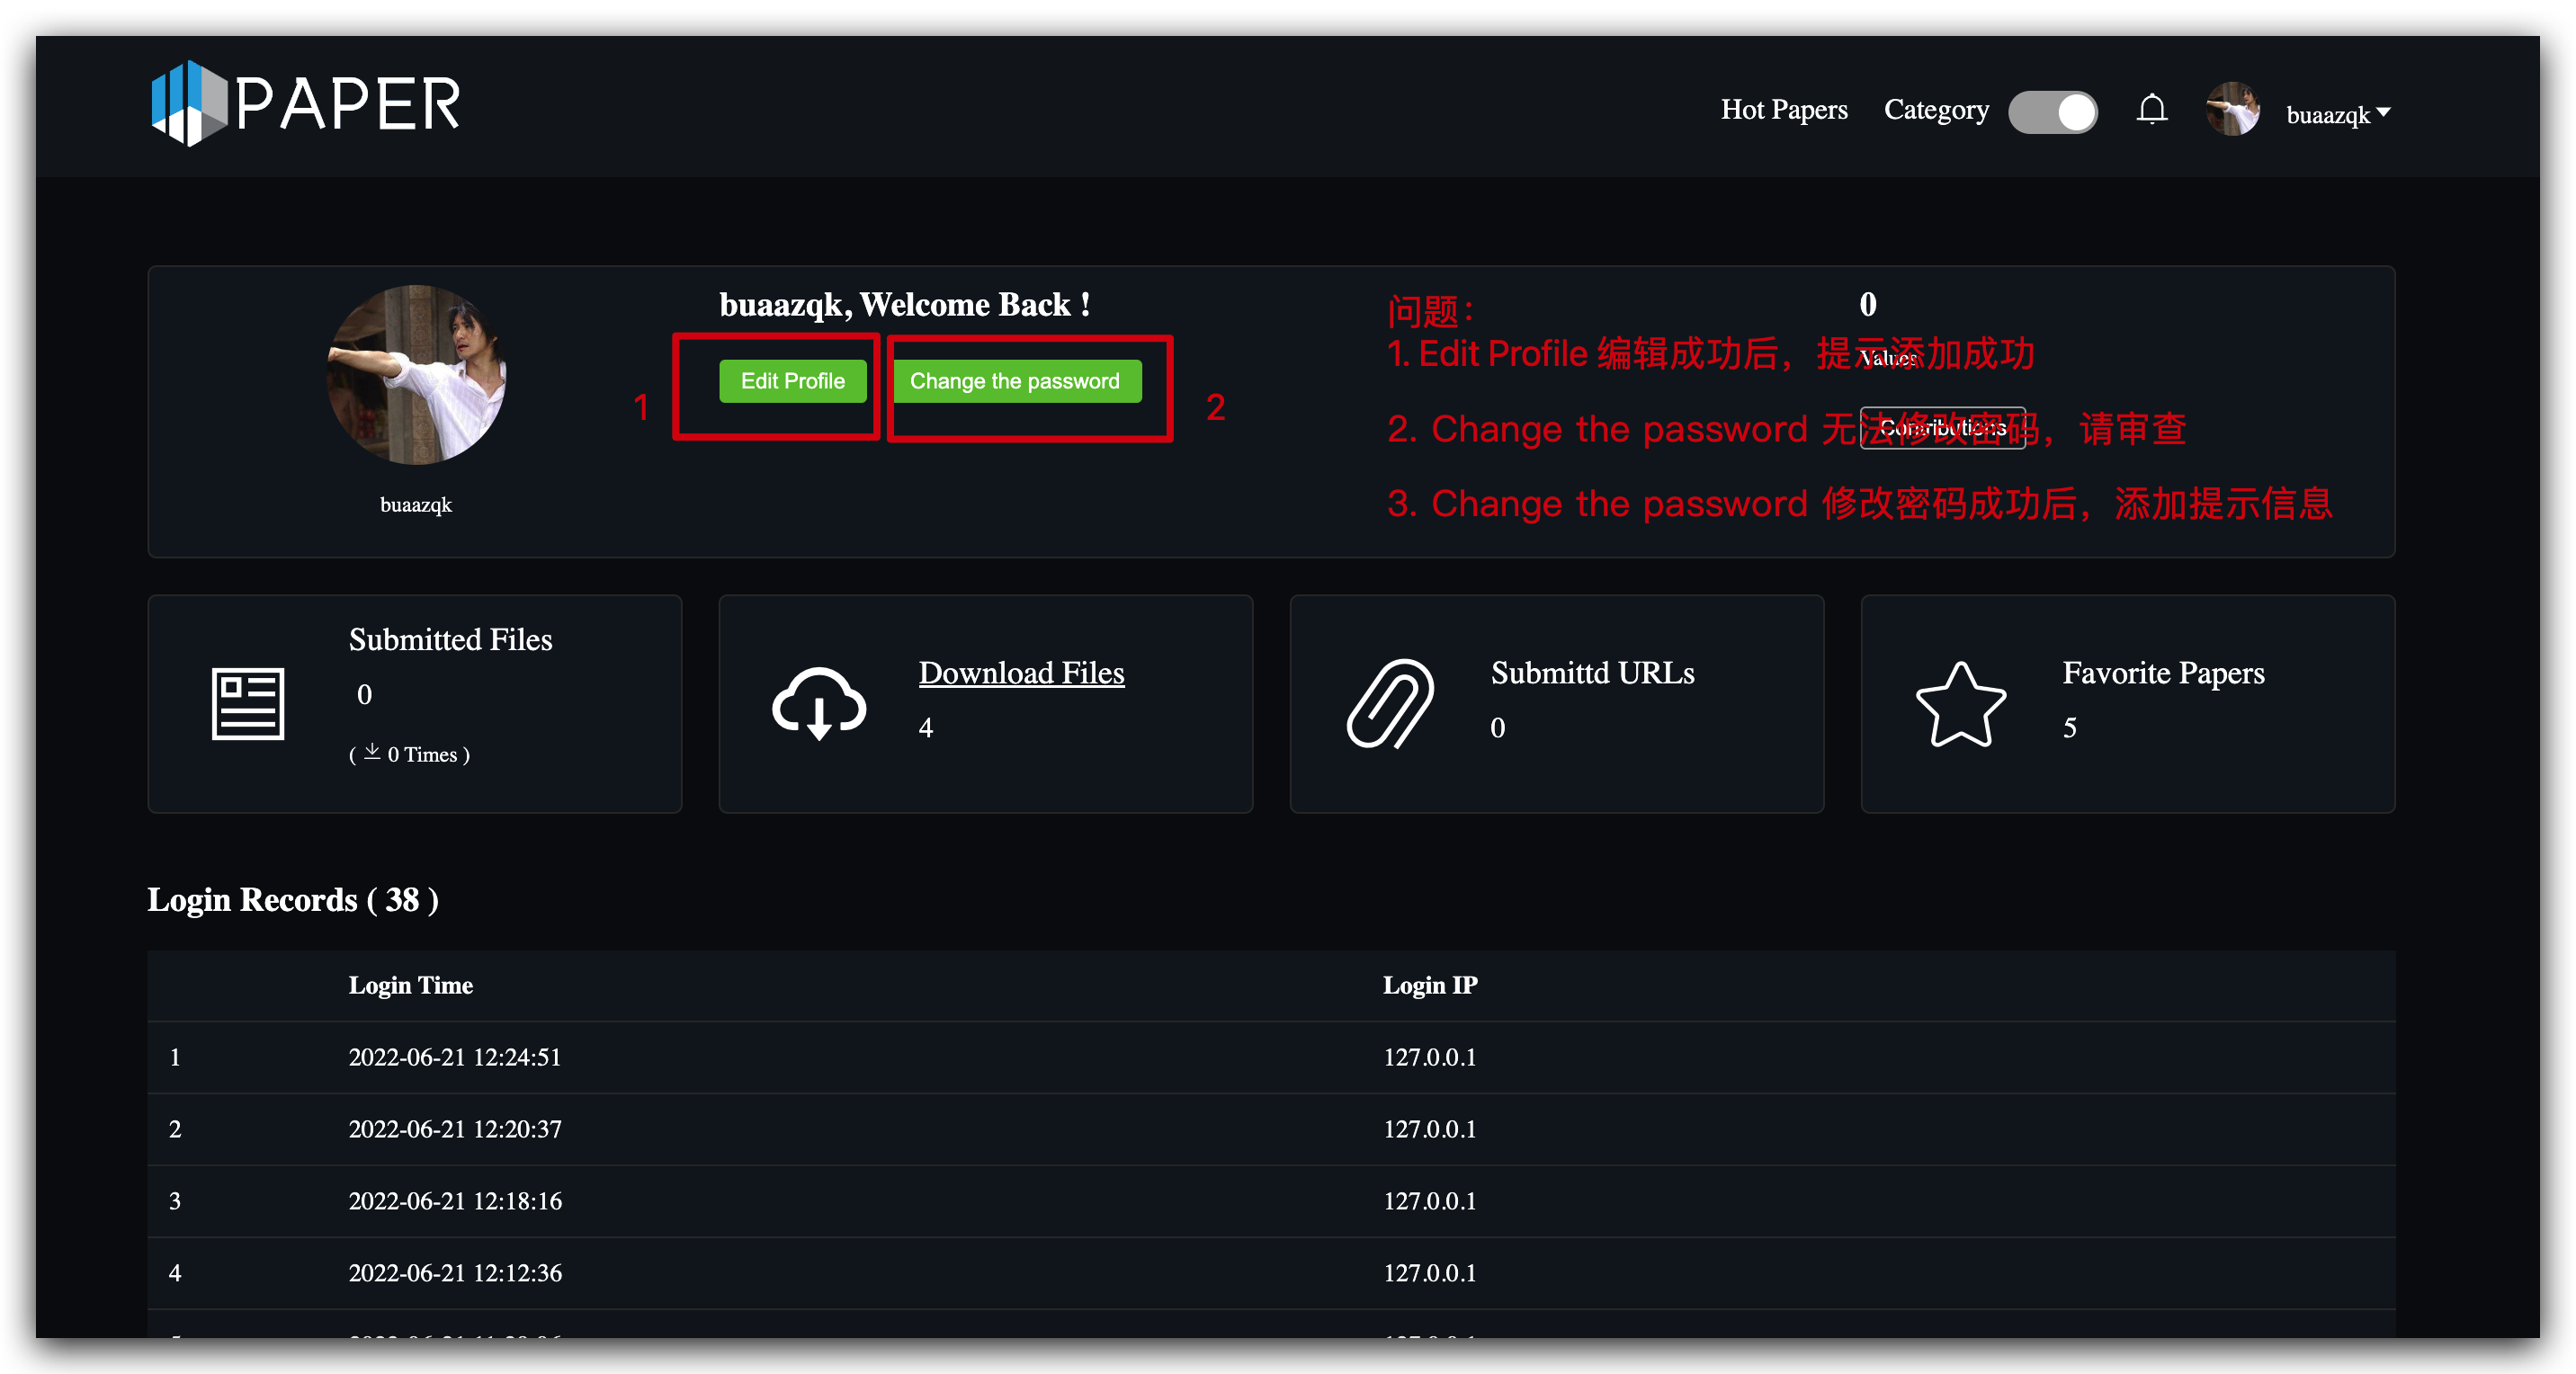 PAPER
Hot Papers
Category
buaazqk
buaazqk, Welcome Back !
Edit Profile
Change the password
1
2
buaazqk
0
Values
Contributions
问题：
1. Edit Profile 编辑成功后，提示添加成功
2. Change the password 无法修改密码，请审查
3. Change the password 修改密码成功后，添加提示信息
Submitted Files
0
( 0 Times )
Download Files
4
Submittd URLs
0
Favorite Papers
5
Login Records ( 38 )
Login Time Login IP
1 2022-06-21 12:24:51 127.0.0.1
2 2022-06-21 12:20:37 127.0.0.1
3 2022-06-21 12:18:16 127.0.0.1
4 2022-06-21 12:12:36 127.0.0.1